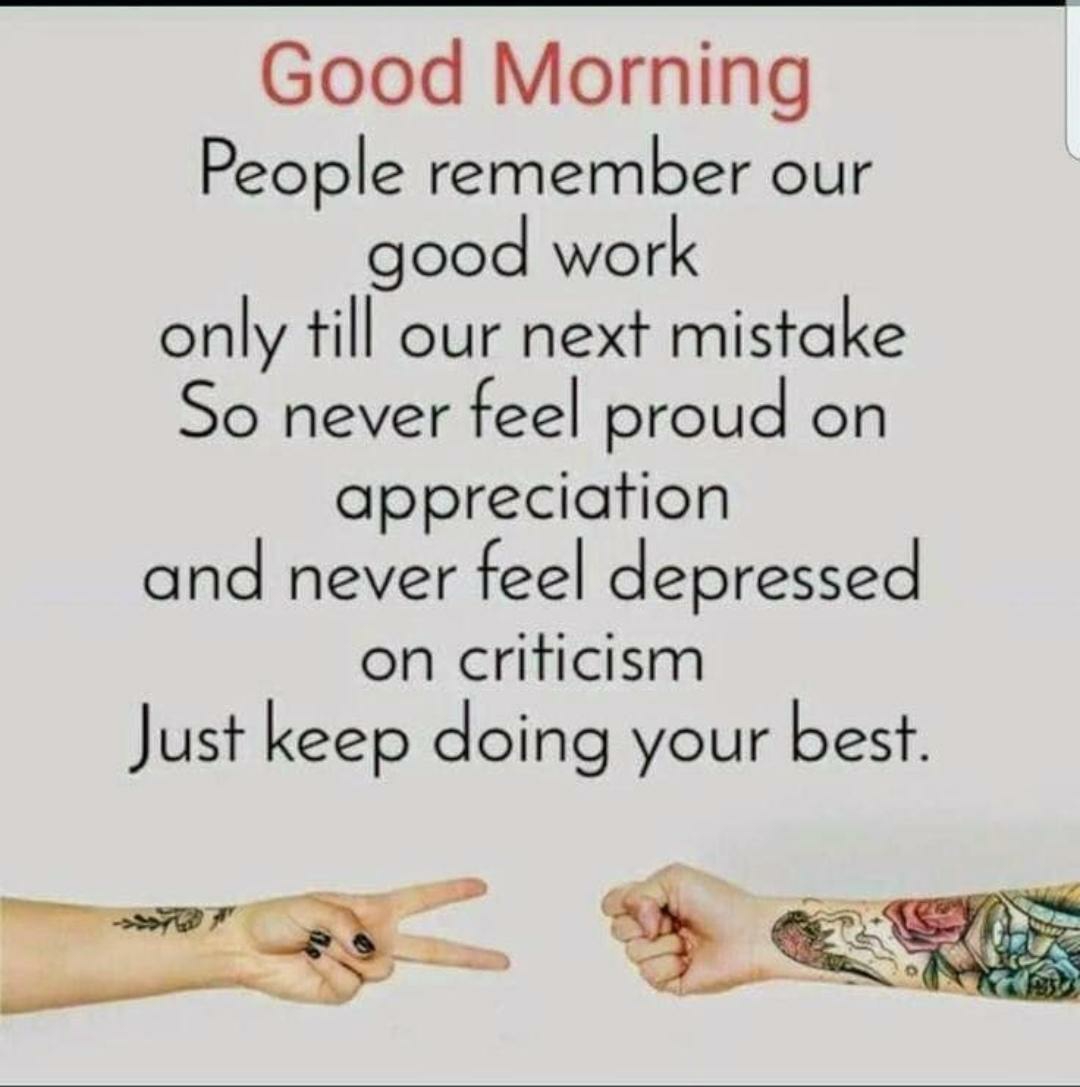 Good Morning
People remember our
good work
only till our next mistake
So never feel proud on
appreciation
and never feel depressed
on criticism
Just keep doing your best.